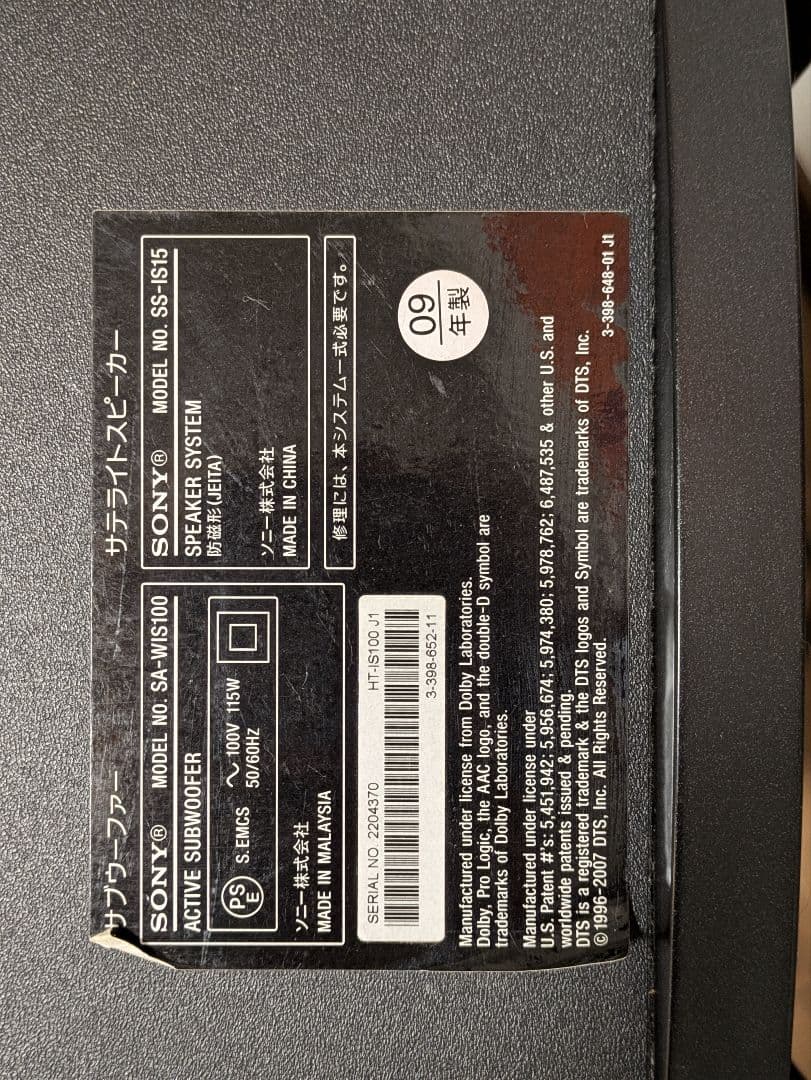 サブウーファー
SONY® MODEL NO. SA-WIS100
ACTIVE SUBWOOFER
PS
E
S.EMCS
100V 115W
50/60HZ
ソニー株式会社
MADE IN MALAYSIA
サテライトスピーカー
SONY® MODEL NO. SS-IS15
SPEAKER SYSTEM
防磁形(JEITA)
ソニー株式会社
MADE IN CHINA
修理には、本システム一式必要です。
SERIAL NO. 2204370
HT-IS100 J1
3-398-652-11
09
年製
Manufactured under license from Dolby Laboratories.
Dolby, Pro Logic, the AAC logo, and the double-D symbol are
trademarks of Dolby Laboratories.
Manufactured under license under
U.S. Patent #'s: 5,451,942; 5,956,674; 5,974,380; 5,978,762; 6,487,535 & other U.S. and
worldwide patents issued & pending.
DTS is a registered trademark & the DTS logos and Symbol are trademarks of DTS, Inc.
©1996-2007 DTS, Inc. All Rights Reserved.
3-398-648-01 J1